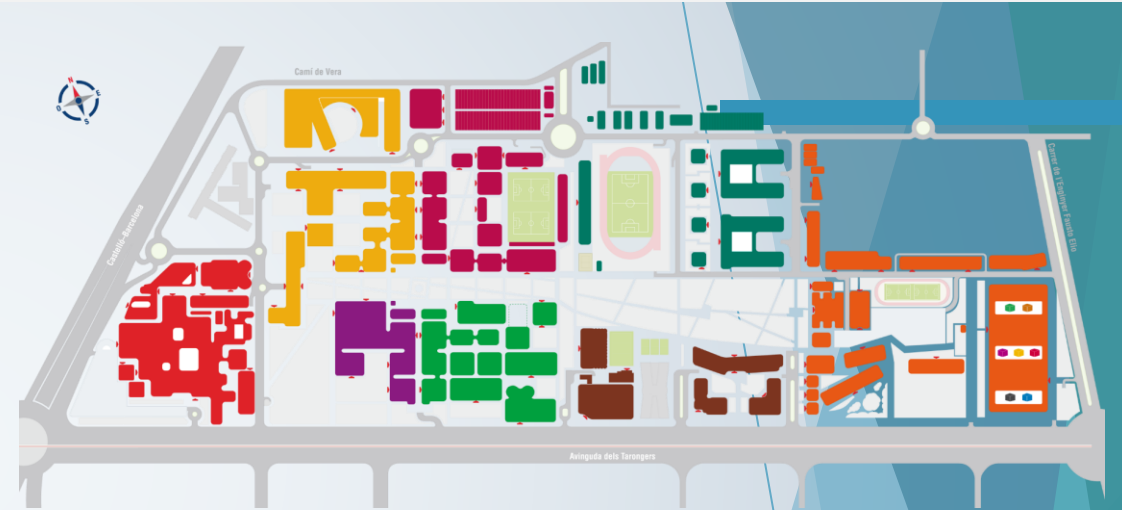 Camí de Vera
N
E
O
S
Castelló-Barcelona
Carrer de l'Enginyer Fausto Elio
Avinguda dels Tarongers